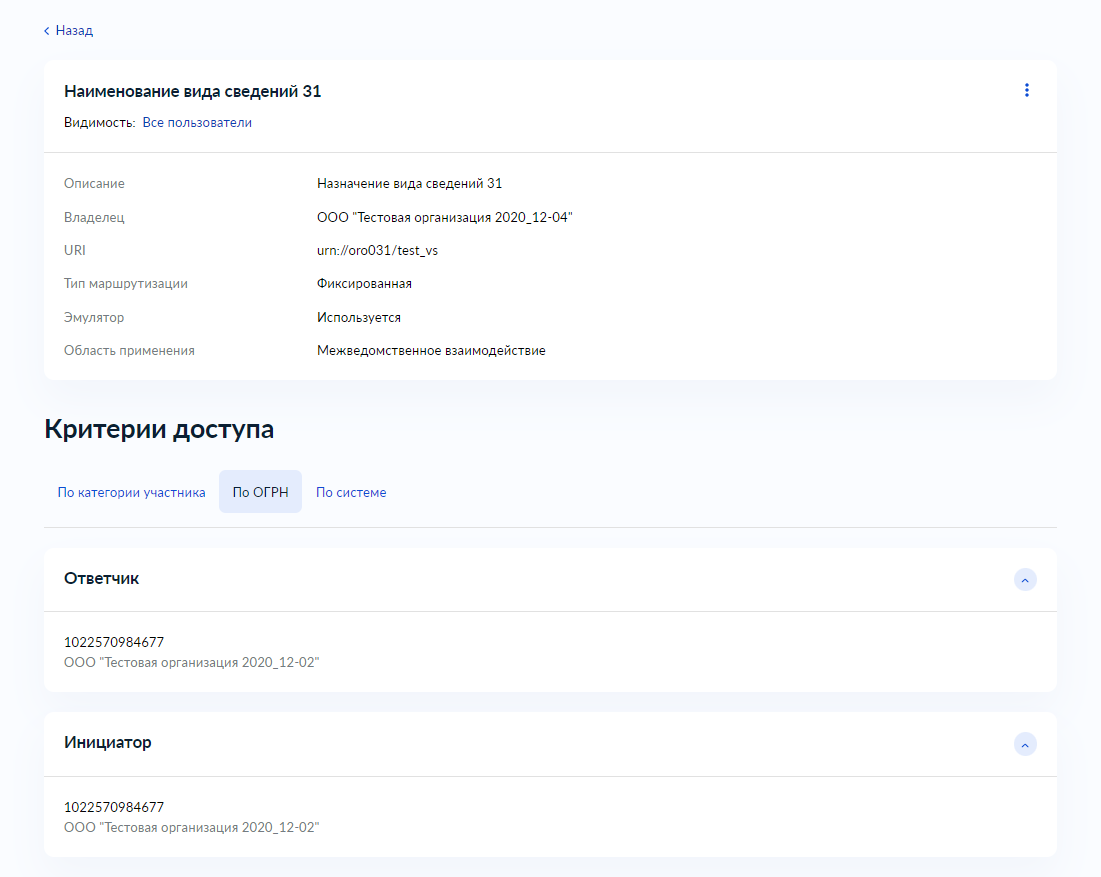 Назад
Наименование вида сведений 31
Видимость: Все пользователи
Описание Назначение вида сведений 31
Владелец ООО "Тестовая организация 2020_12-04"
URI urn://oro031/test_vs
Тип маршрутизации Фиксированная
Эмулятор Используется
Область применения Межведомственное взаимодействие
Критерии доступа
По категории участника По ОГРН По системе
Ответчик
1022570984677
ООО "Тестовая организация 2020_12-02"
Инициатор
1022570984677
ООО "Тестовая организация 2020_12-02"